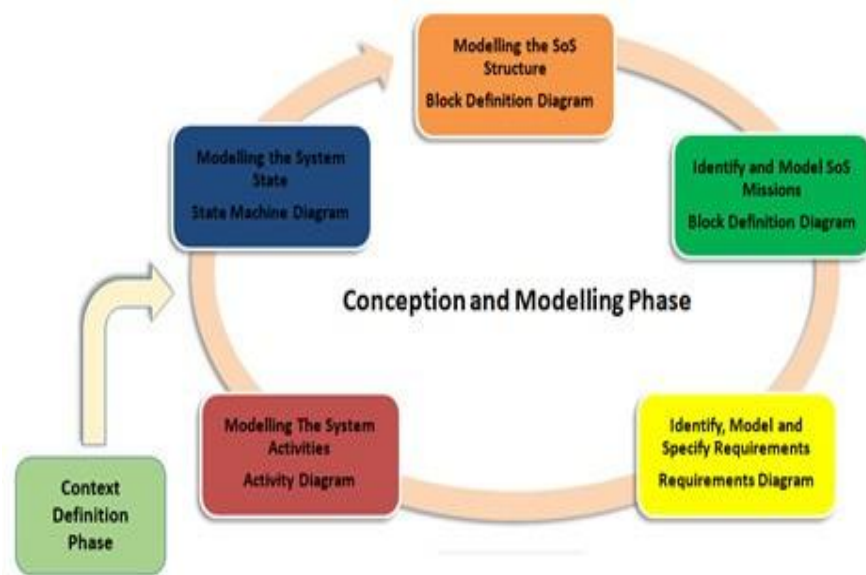 Modelling the SoS
Structure
Block Definition Diagram
Modelling the System
State
State Machine Diagram
Identify and Model SoS
Missions
Block Definition Diagram
Conception and Modelling Phase
Modelling The System
Activities
Activity Diagram
Identify, Model and
Specify Requirements
Requirements Diagram
Context
Definition
Phase